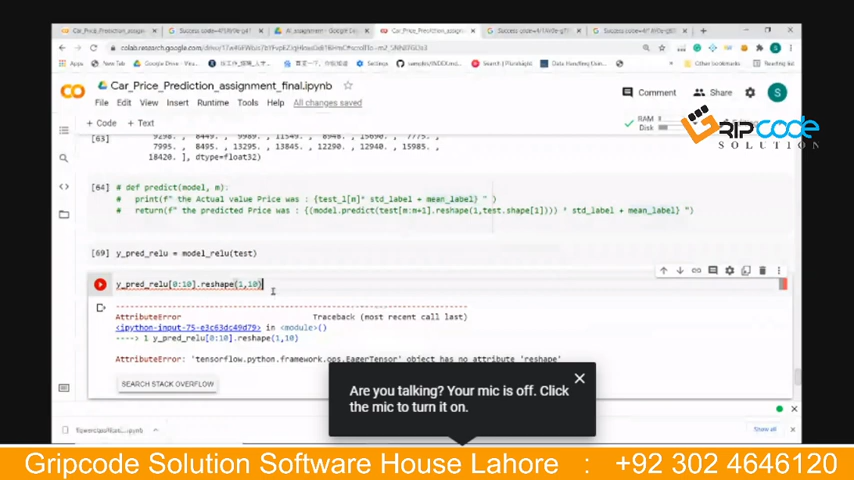 Car_Price_Prediction_assignment_final.ipynb
File Edit View Insert Runtime Tools Help All changes saved
Comment Share S
+ Code + Text
RAM
Disk
GRIPCODE
SOLUTION
[63]
7995. , 8495. , 13295. , 13845. , 12290. , 12940. , 15985. ,
18420. ], dtype=float32)
[64] # def predict(model, m):
# print(f" the Actual value Price was : {test_l[m]* std_label + mean_label} " )
# return(f" the predicted Price was : {(model.predict(test[m:m+1].reshape(1,test.shape[1]))) * std_label + mean_label} ")
[69] y_pred_relu = model_relu(test)
y_pred_relu[0:10].reshape(1,10)
AttributeError Traceback (most recent call last)
<ipython-input-75-e3c63dc49d79> in <module>()
----> 1 y_pred_relu[0:10].reshape(1,10)
AttributeError: 'tensorflow.python.framework.ops.EagerTensor' object has no attribute 'reshape'
SEARCH STACK OVERFLOW
Are you talking? Your mic is off. Click
the mic to turn it on.
Show all
Gripcode Solution Software House Lahore : +92 302 4646120